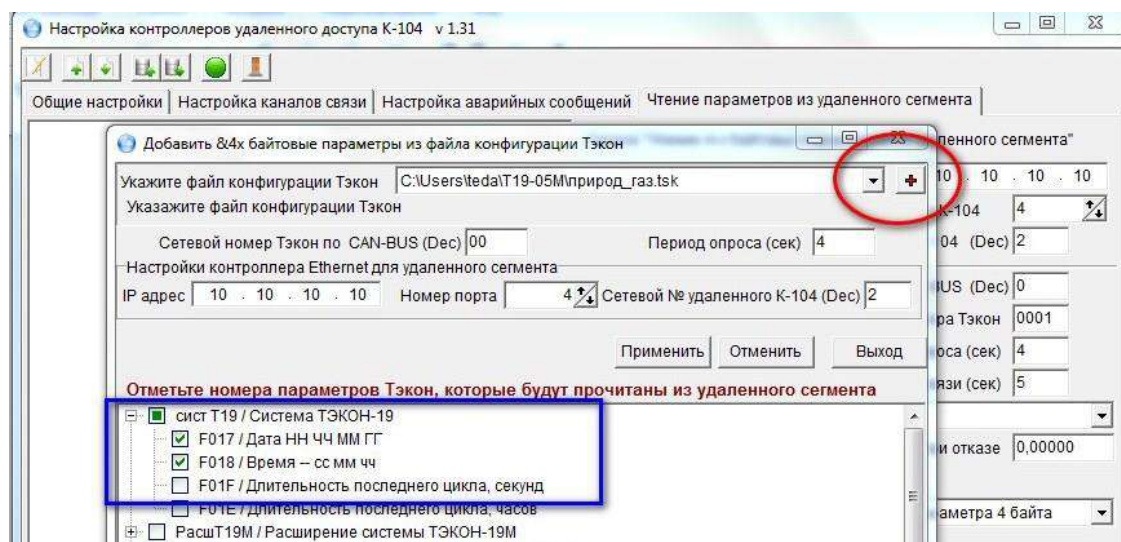 Настройка контроллеров удаленного доступа К-104 v 1.31
Общие настройки Настройка каналов связи Настройка аварийных сообщений Чтение параметров из удаленного сегмента
Добавить &4х байтовые параметры из файла конфигурации Тэкон
ленного сегмента"
Укажите файл конфигурации Тэкон C:\Users\teda\T19-05M\природ_газ.tsk
10 . 10 . 10 . 10
Указажите файл конфигурации Тэкон
К-104 4
Сетевой номер Тэкон по CAN-BUS (Dec) 00 Период опроса (сек) 4
04 (Dec) 2
Настройки контроллера Ethernet для удаленного сегмента
IP адрес 10 . 10 . 10 . 10 Номер порта 4 Сетевой № удаленного К-104 (Dec) 2
US (Dec) 0
ра Тэкон 0001
Применить Отменить Выход
оса (сек) 4
Отметьте номера параметров Тэкон, которые будут прочитаны из удаленного сегмента
язи (сек) 5
сист Т19 / Система ТЭКОН-19
F017 / Дата НН ЧЧ ММ ГГ
и отказе 0,00000
F018 / Время -- сс мм чч
F01F / Длительность последнего цикла, секунд
F01E / Длительность последнего цикла, часов
аметра 4 байта
РасшТ19М / Расширение системы ТЭКОН-19М